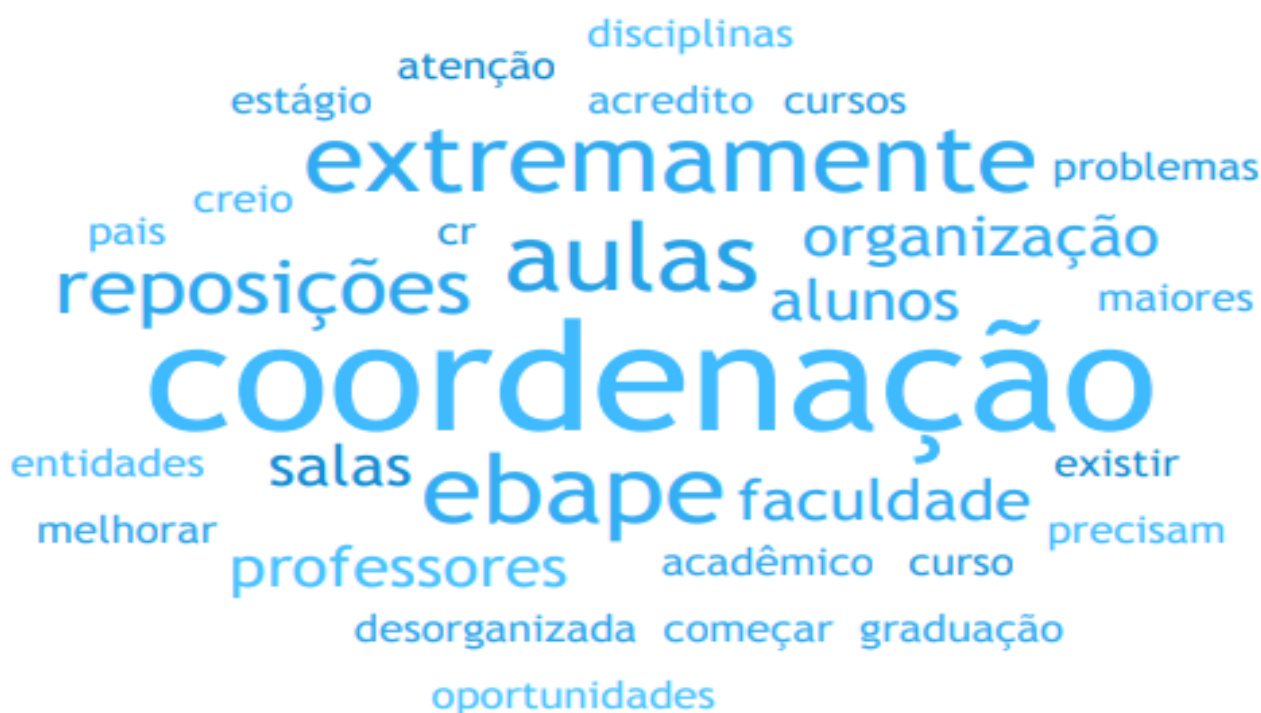 disciplinas
atenção
estágio acredito cursos
extremamente problemas
creio
pais cr aulas organização
reposições alunos maiores
coordenação
entidades salas ebape faculdade existir
melhorar precisam
professores acadêmico curso
desorganizada começar graduação
oportunidades